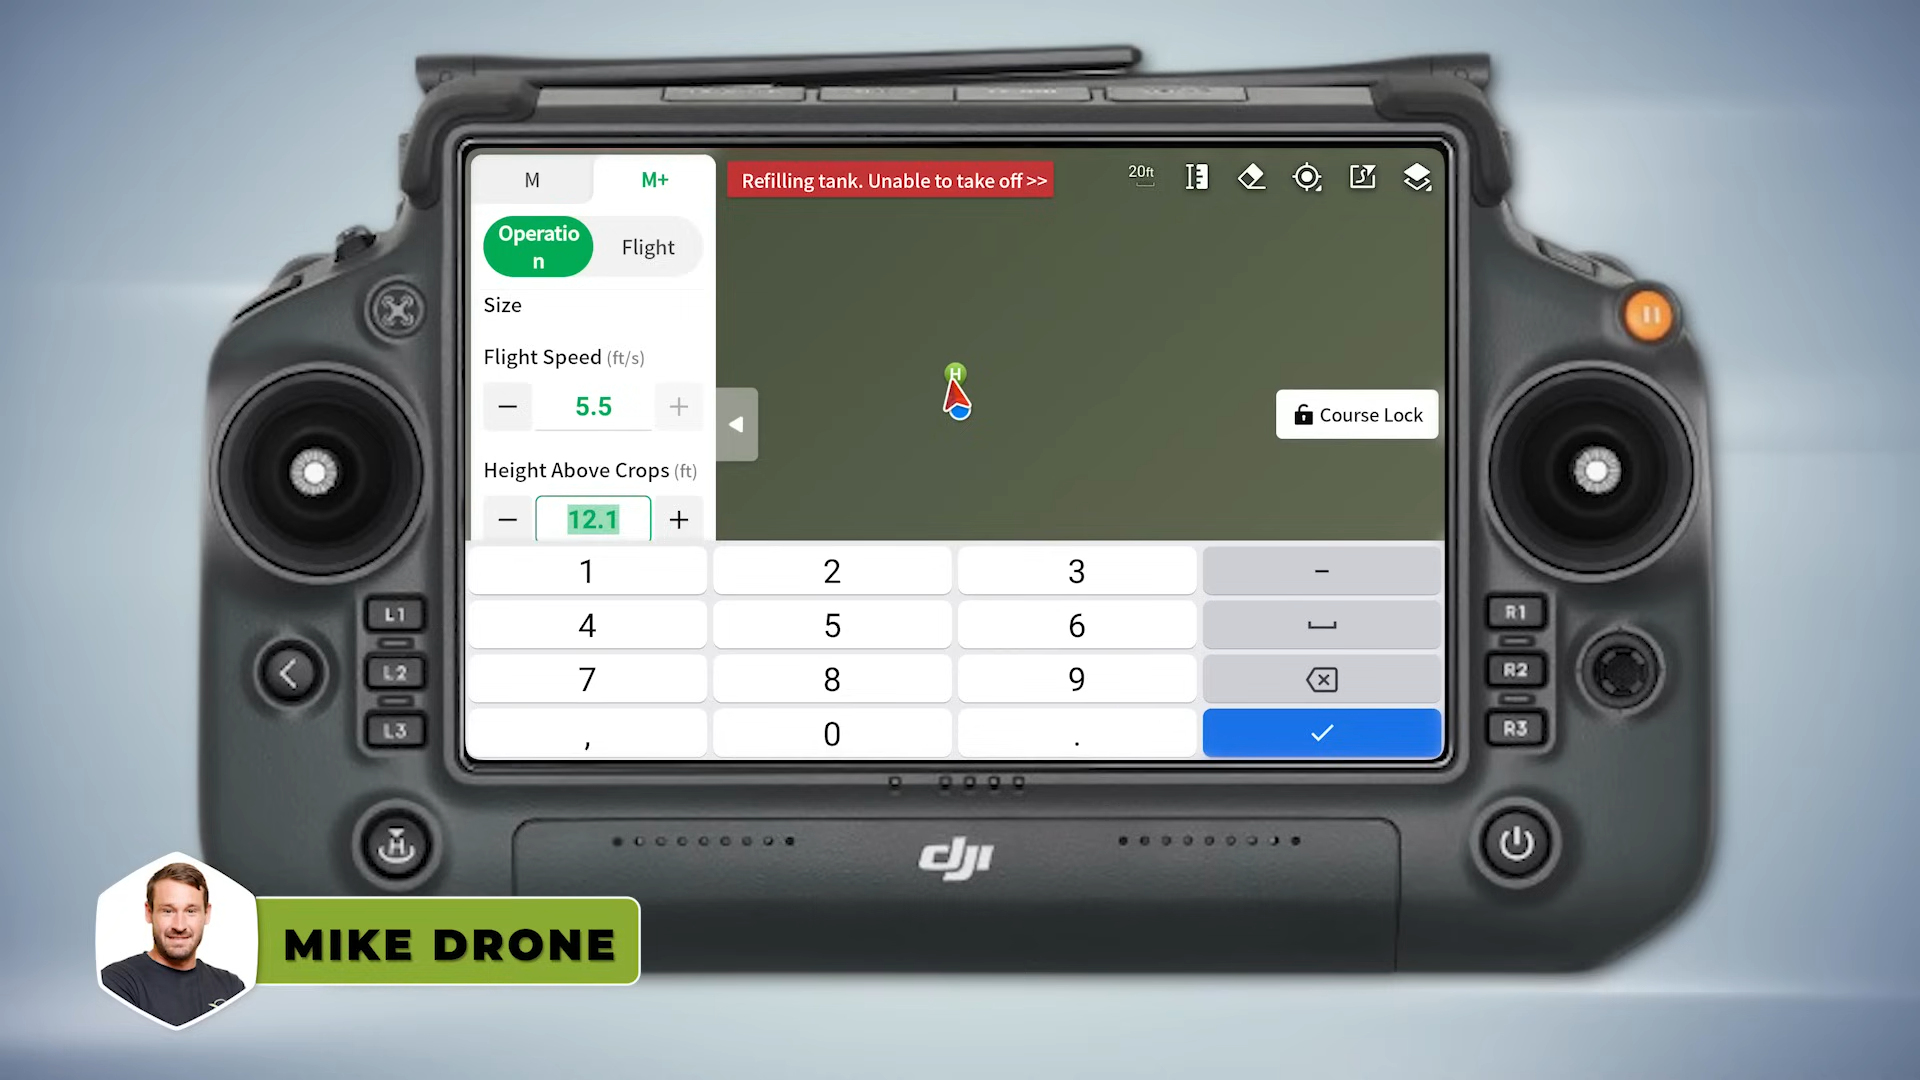 M
M+
Refilling tank. Unable to take off >>
20ft
Operatio
n
Flight
Size
Flight Speed (ft/s)
− 5.5 +
H
Course Lock
Height Above Crops (ft)
− 12.1 +
1 2 3 −
4 5 6
7 8 9
, 0 .
L1
L2
L3
R1
R2
R3
H
dji
MIKE DRONE